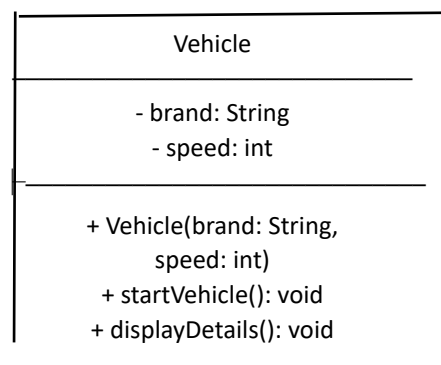 Vehicle
- brand: String
- speed: int
+ Vehicle(brand: String,
speed: int)
+ startVehicle(): void
+ displayDetails(): void